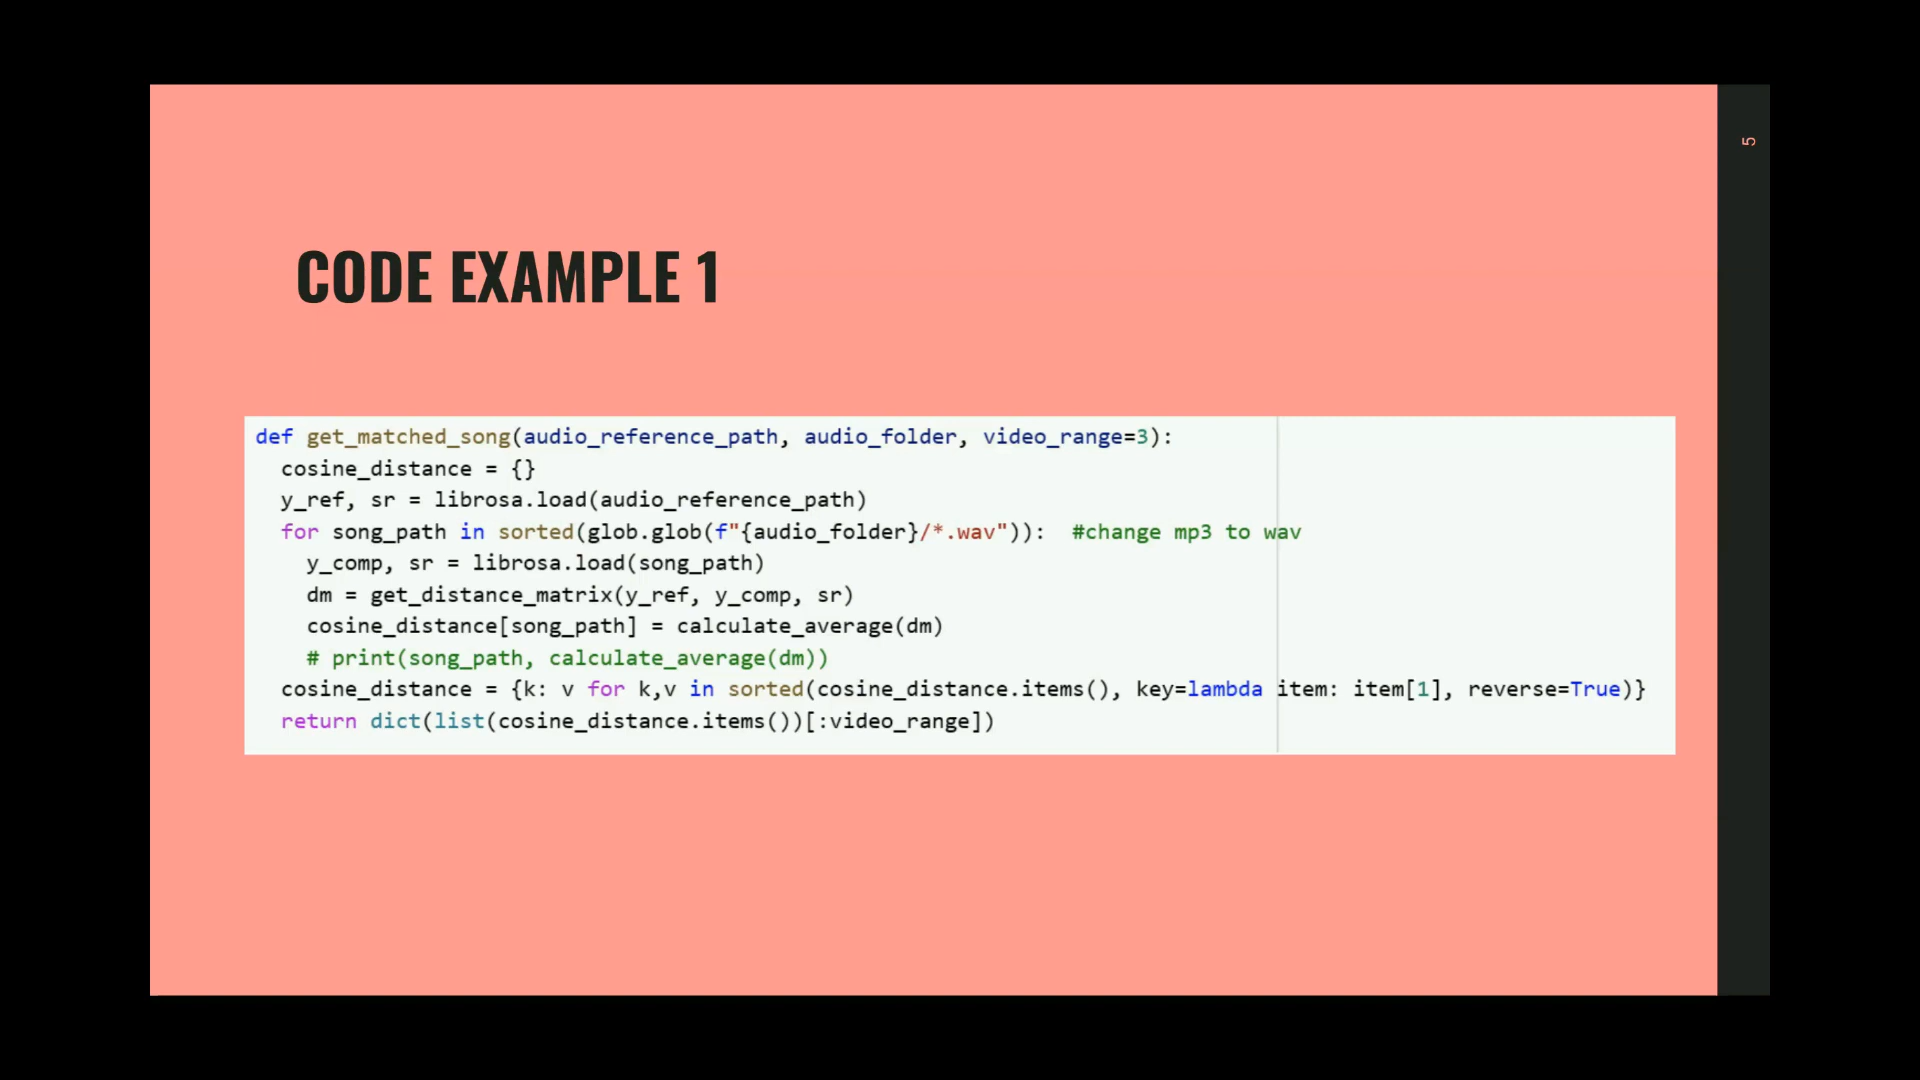 5
CODE EXAMPLE 1
def get_matched_song(audio_reference_path, audio_folder, video_range=3):
  cosine_distance = {}
  y_ref, sr = librosa.load(audio_reference_path)
  for song_path in sorted(glob.glob(f"{audio_folder}/*.wav")):  #change mp3 to wav
    y_comp, sr = librosa.load(song_path)
    dm = get_distance_matrix(y_ref, y_comp, sr)
    cosine_distance[song_path] = calculate_average(dm)
    # print(song_path, calculate_average(dm))
  cosine_distance = {k: v for k,v in sorted(cosine_distance.items(), key=lambda item: item[1], reverse=True)}
  return dict(list(cosine_distance.items())[:video_range])